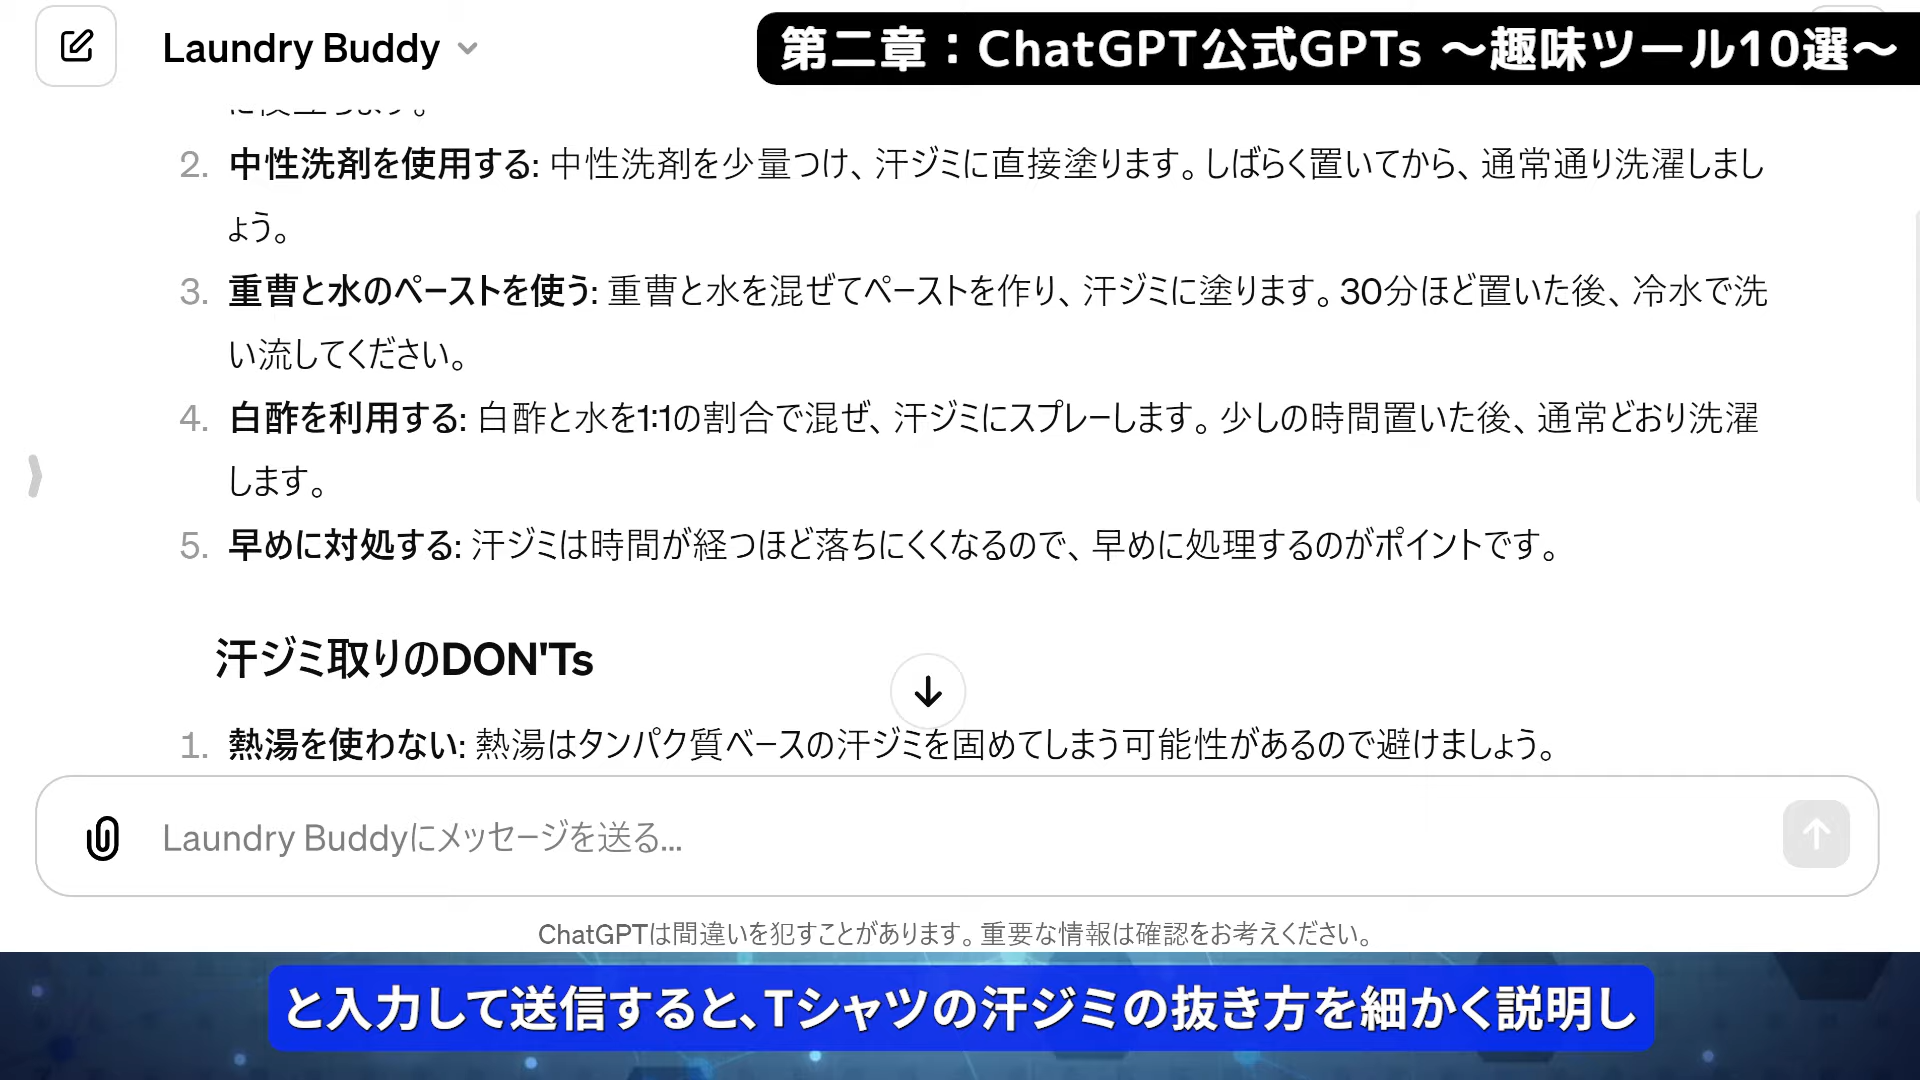 Laundry Buddy
第二章：ChatGPT公式GPTs ～趣味ツール10選～
に役立ちます。
2. 中性洗剤を使用する: 中性洗剤を少量つけ、汗ジミに直接塗ります。しばらく置いてから、通常通り洗濯しまし
ょう。
3. 重曹と水のペーストを使う: 重曹と水を混ぜてペーストを作り、汗ジミに塗ります。30分ほど置いた後、冷水で洗
い流してください。
4. 白酢を利用する: 白酢と水を1:1の割合で混ぜ、汗ジミにスプレーします。少しの時間置いた後、通常どおり洗濯
します。
5. 早めに対処する: 汗ジミは時間が経つほど落ちにくくなるので、早めに処理するのがポイントです。
汗ジミ取りのDON'Ts
1. 熱湯を使わない: 熱湯はタンパク質ベースの汗ジミを固めてしまう可能性があるので避けましょう。
Laundry Buddyにメッセージを送る...
ChatGPTは間違いを犯すことがあります。重要な情報は確認をお考えください。
と入力して送信すると、Tシャツの汗ジミの抜き方を細かく説明し